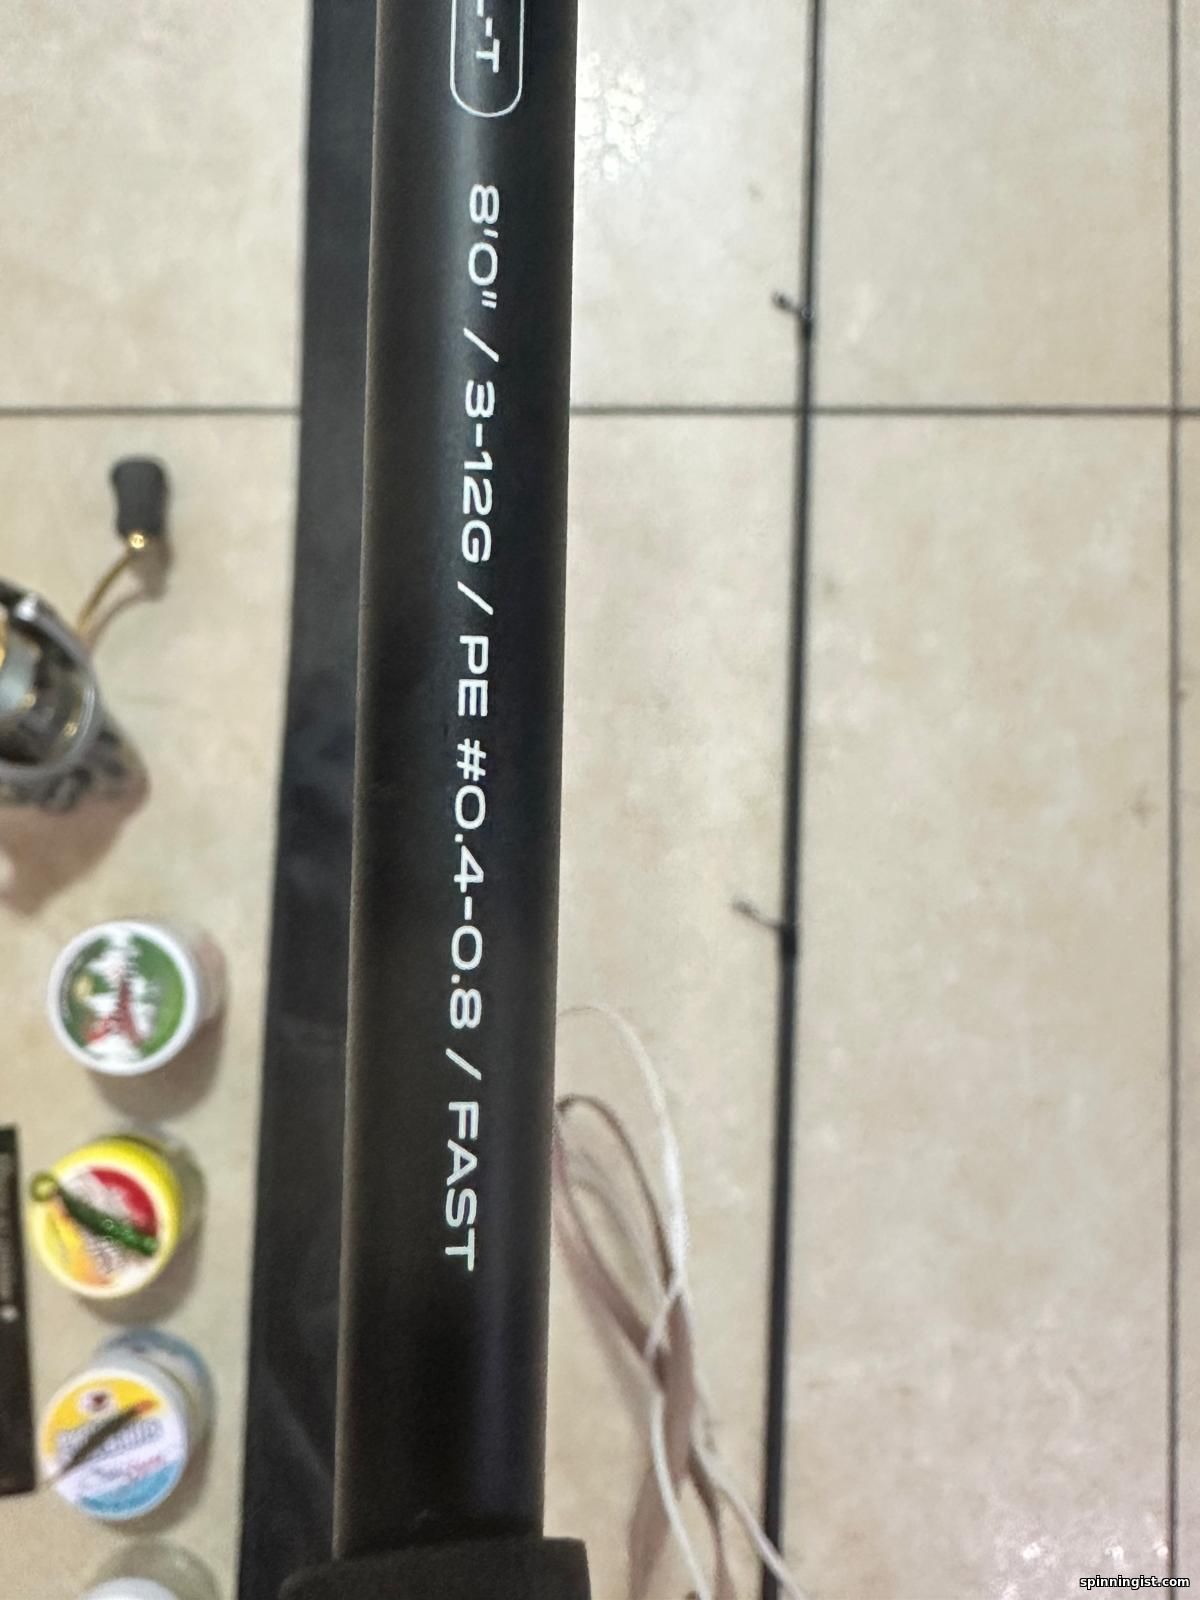 -T
8'0" / 3-12G / PE #0.4-0.8 / FAST
spinningist.com